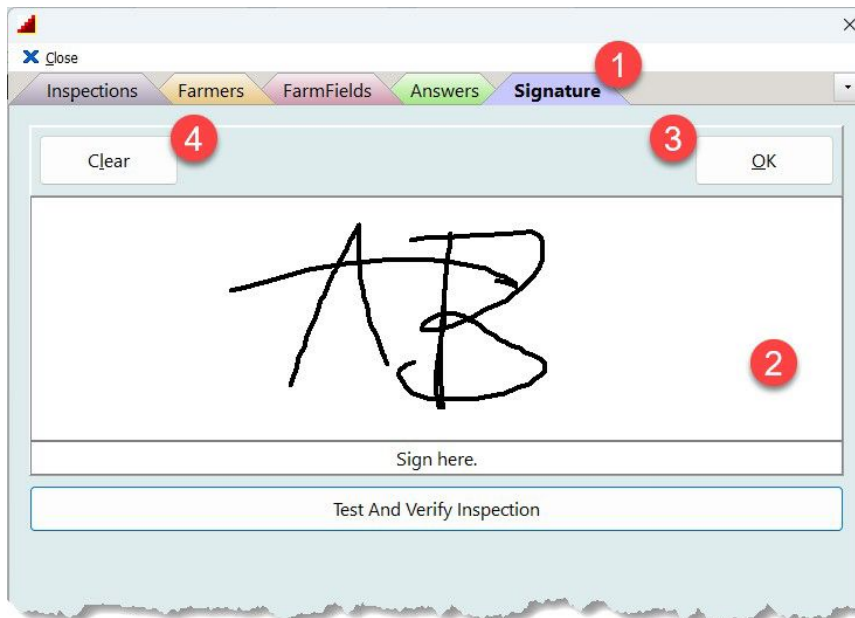 Close
Inspections Farmers FarmFields Answers Signature 1
Clear 4 3 OK
AB
2
Sign here.
Test And Verify Inspection